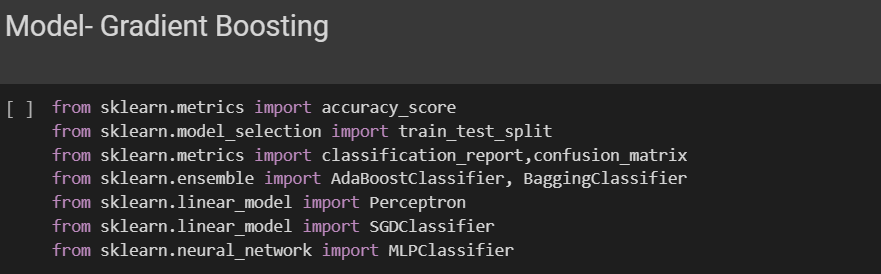 Model- Gradient Boosting
[ ] from sklearn.metrics import accuracy_score
from sklearn.model_selection import train_test_split
from sklearn.metrics import classification_report,confusion_matrix
from sklearn.ensemble import AdaBoostClassifier, BaggingClassifier
from sklearn.linear_model import Perceptron
from sklearn.linear_model import SGDClassifier
from sklearn.neural_network import MLPClassifier